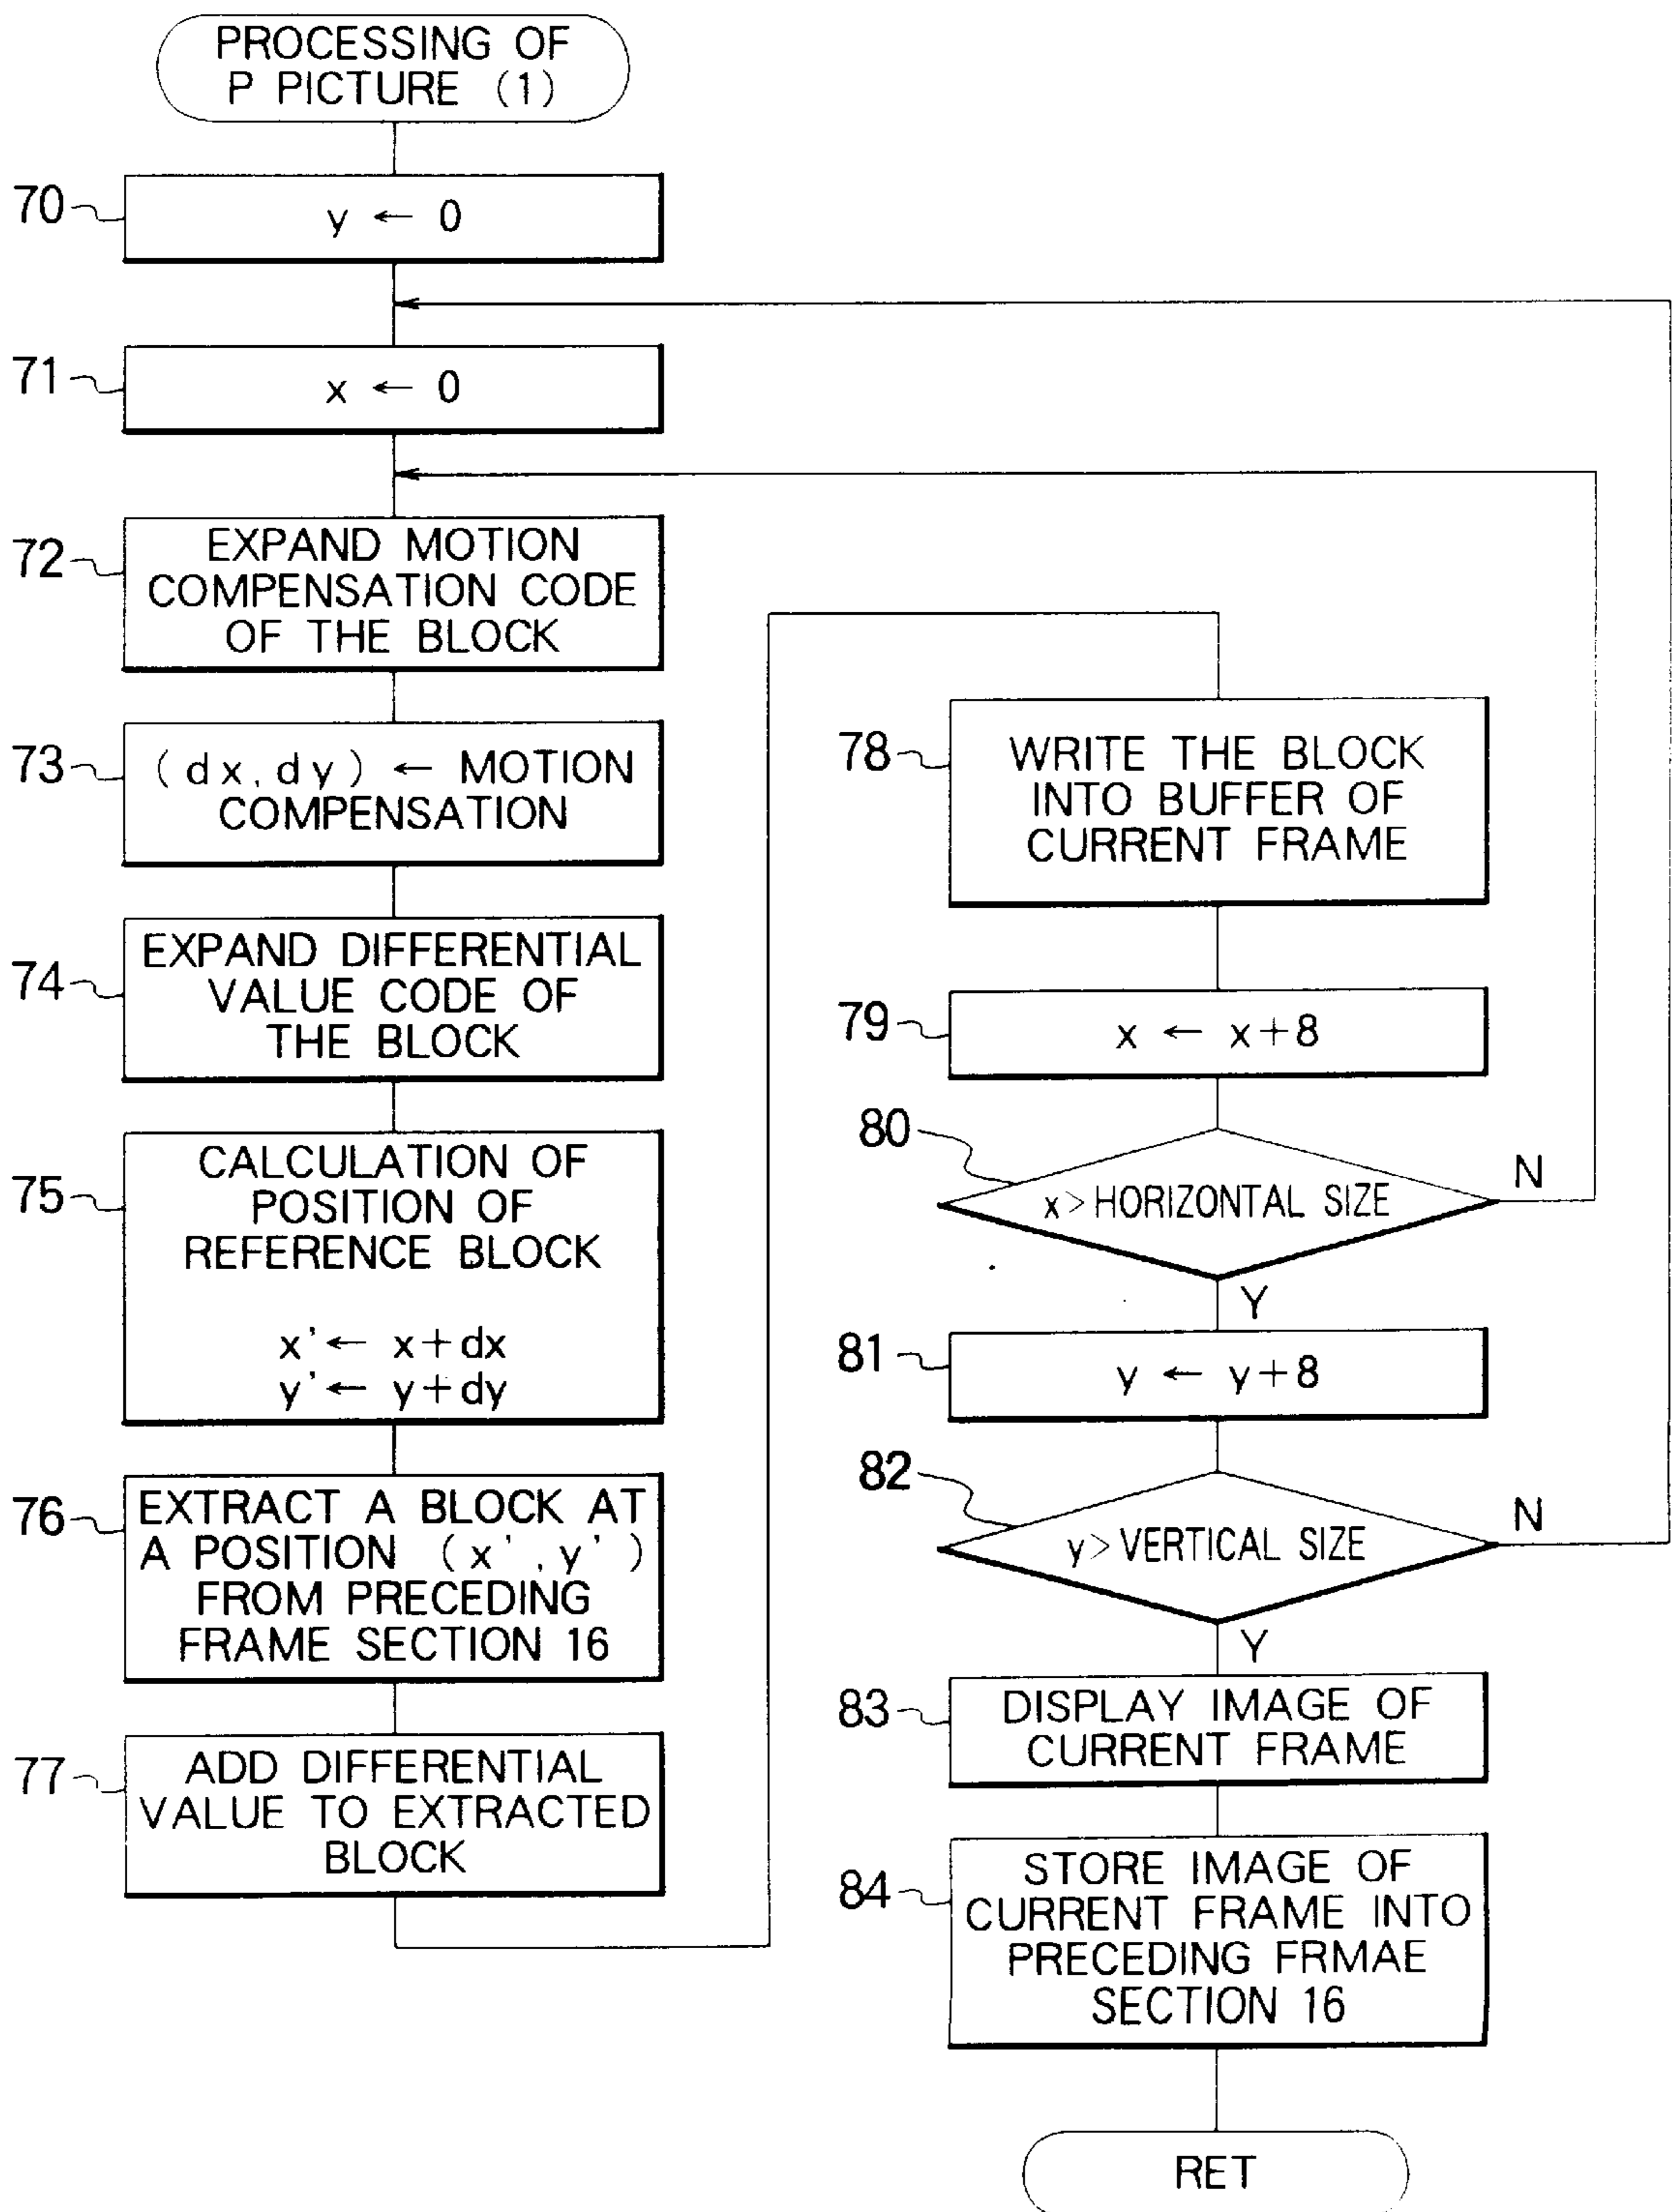 PROCESSING OF
P PICTURE (1)
70
y ← 0
71
x ← 0
72
EXPAND MOTION
COMPENSATION CODE
OF THE BLOCK
73
(dx,dy) ← MOTION
COMPENSATION
74
EXPAND DIFFERENTIAL
VALUE CODE OF
THE BLOCK
75
CALCULATION OF
POSITION OF
REFERENCE BLOCK
x' ← x+dx
y' ← y+dy
76
EXTRACT A BLOCK AT
A POSITION (x',y')
FROM PRECEDING
FRAME SECTION 16
77
ADD DIFFERENTIAL
VALUE TO EXTRACTED
BLOCK
78
WRITE THE BLOCK
INTO BUFFER OF
CURRENT FRAME
79
x ← x+8
80
x>HORIZONTAL SIZE
N
Y
81
y ← y+8
82
y>VERTICAL SIZE
N
Y
83
DISPLAY IMAGE OF
CURRENT FRAME
84
STORE IMAGE OF
CURRENT FRAME INTO
PRECEDING FRMAE
SECTION 16
RET